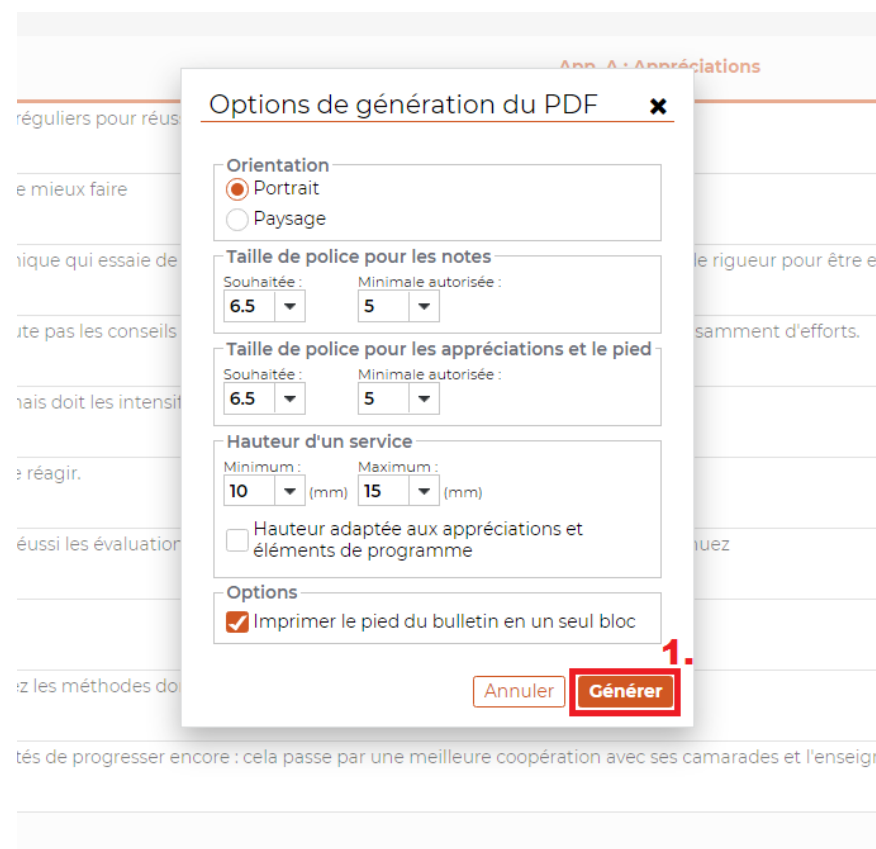 App. A : Appréciations
Options de génération du PDF
réguliers pour réus
Orientation
Portrait
e mieux faire
Paysage
Taille de police pour les notes
nique qui essaie de
le rigueur pour être e
Souhaitée :
Minimale autorisée :
6.5
5
ute pas les conseils
samment d'efforts.
Taille de police pour les appréciations et le pied
Souhaitée :
Minimale autorisée :
6.5
5
nais doit les intensif
Hauteur d'un service
Minimum :
Maximum :
e réagir.
10 (mm) 15 (mm)
Hauteur adaptée aux appréciations et
éléments de programme
éussi les évaluation
nuez
Options
Imprimer le pied du bulletin en un seul bloc
1.
ez les méthodes do
Annuler
Générer
tés de progresser encore : cela passe par une meilleure coopération avec ses camarades et l'enseig